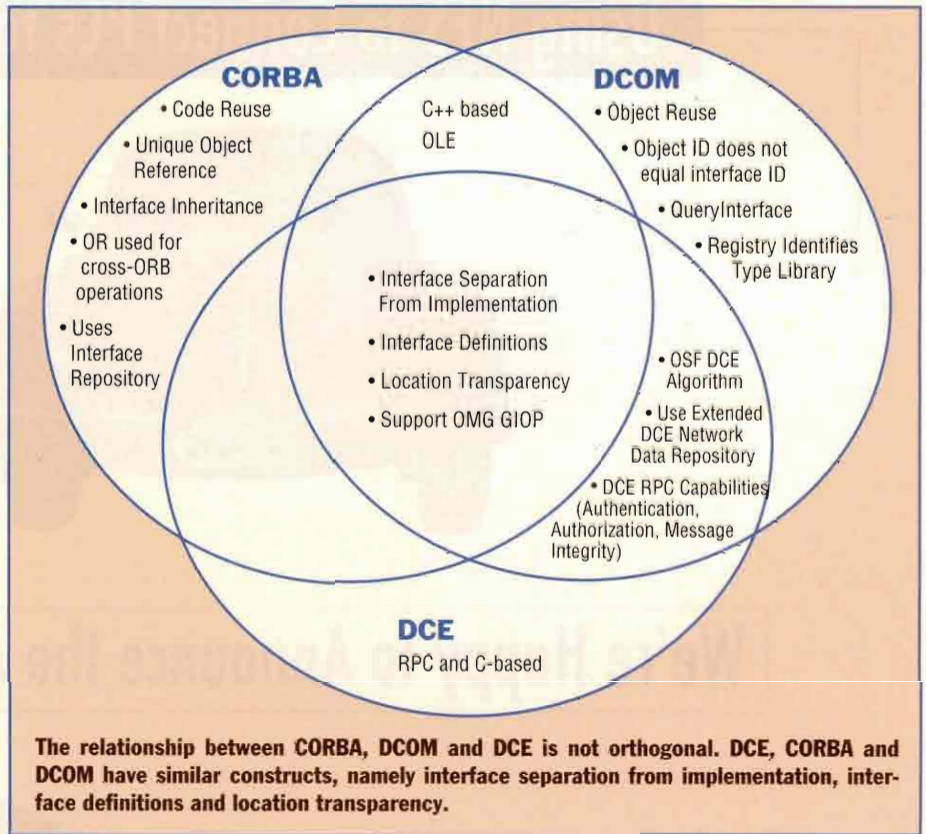 CORBA
• Code Reuse
• Unique Object
Reference
• Interface Inheritance
• OR used for
cross-ORB
operations
• Uses
Interface
Repository
C++ based
OLE
DCOM
• Object Reuse
• Object ID does not
equal interface ID
• QueryInterface
• Registry Identifies
Type Library
• Interface Separation
From Implementation
• Interface Definitions
• Location Transparency
• Support OMG GIOP
• OSF DCE
Algorithm
• Use Extended
DCE Network
Data Repository
• DCE RPC Capabilities
(Authentication,
Authorization, Message
Integrity)
DCE
RPC and C-based
The relationship between CORBA, DCOM and DCE is not orthogonal. DCE, CORBA and
DCOM have similar constructs, namely interface separation from implementation, inter-
face definitions and location transparency.